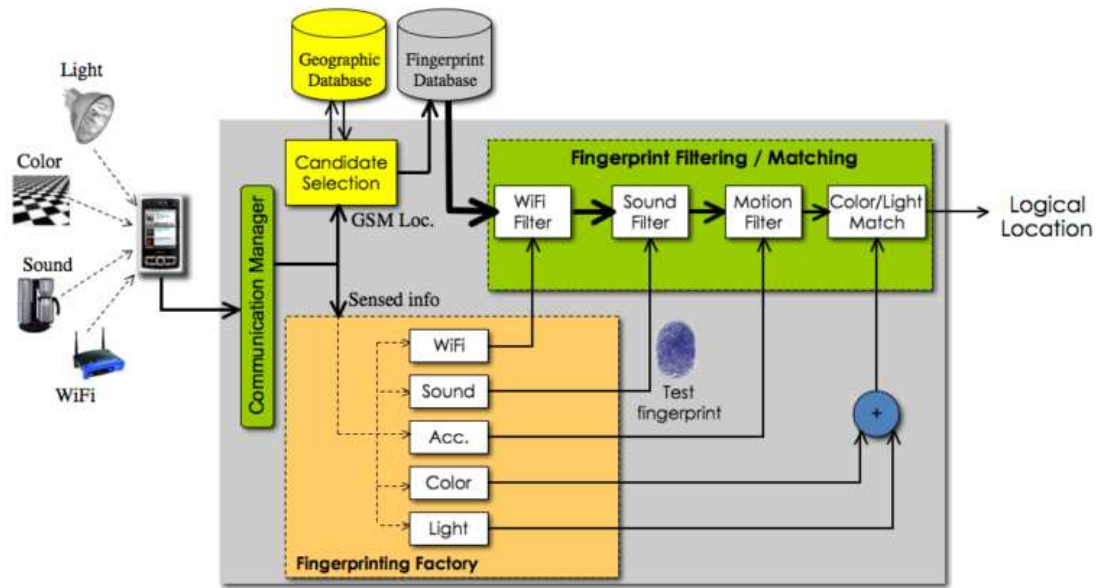 Light
Color
Sound
WiFi
Communication Manager
Geographic
Database
Fingerprint
Database
Candidate
Selection
GSM Loc.
Sensed info
Fingerprint Filtering / Matching
WiFi
Filter
Sound
Filter
Motion
Filter
Color/Light
Match
Logical
Location
WiFi
Sound
Acc.
Color
Light
Fingerprinting Factory
Test
fingerprint
+